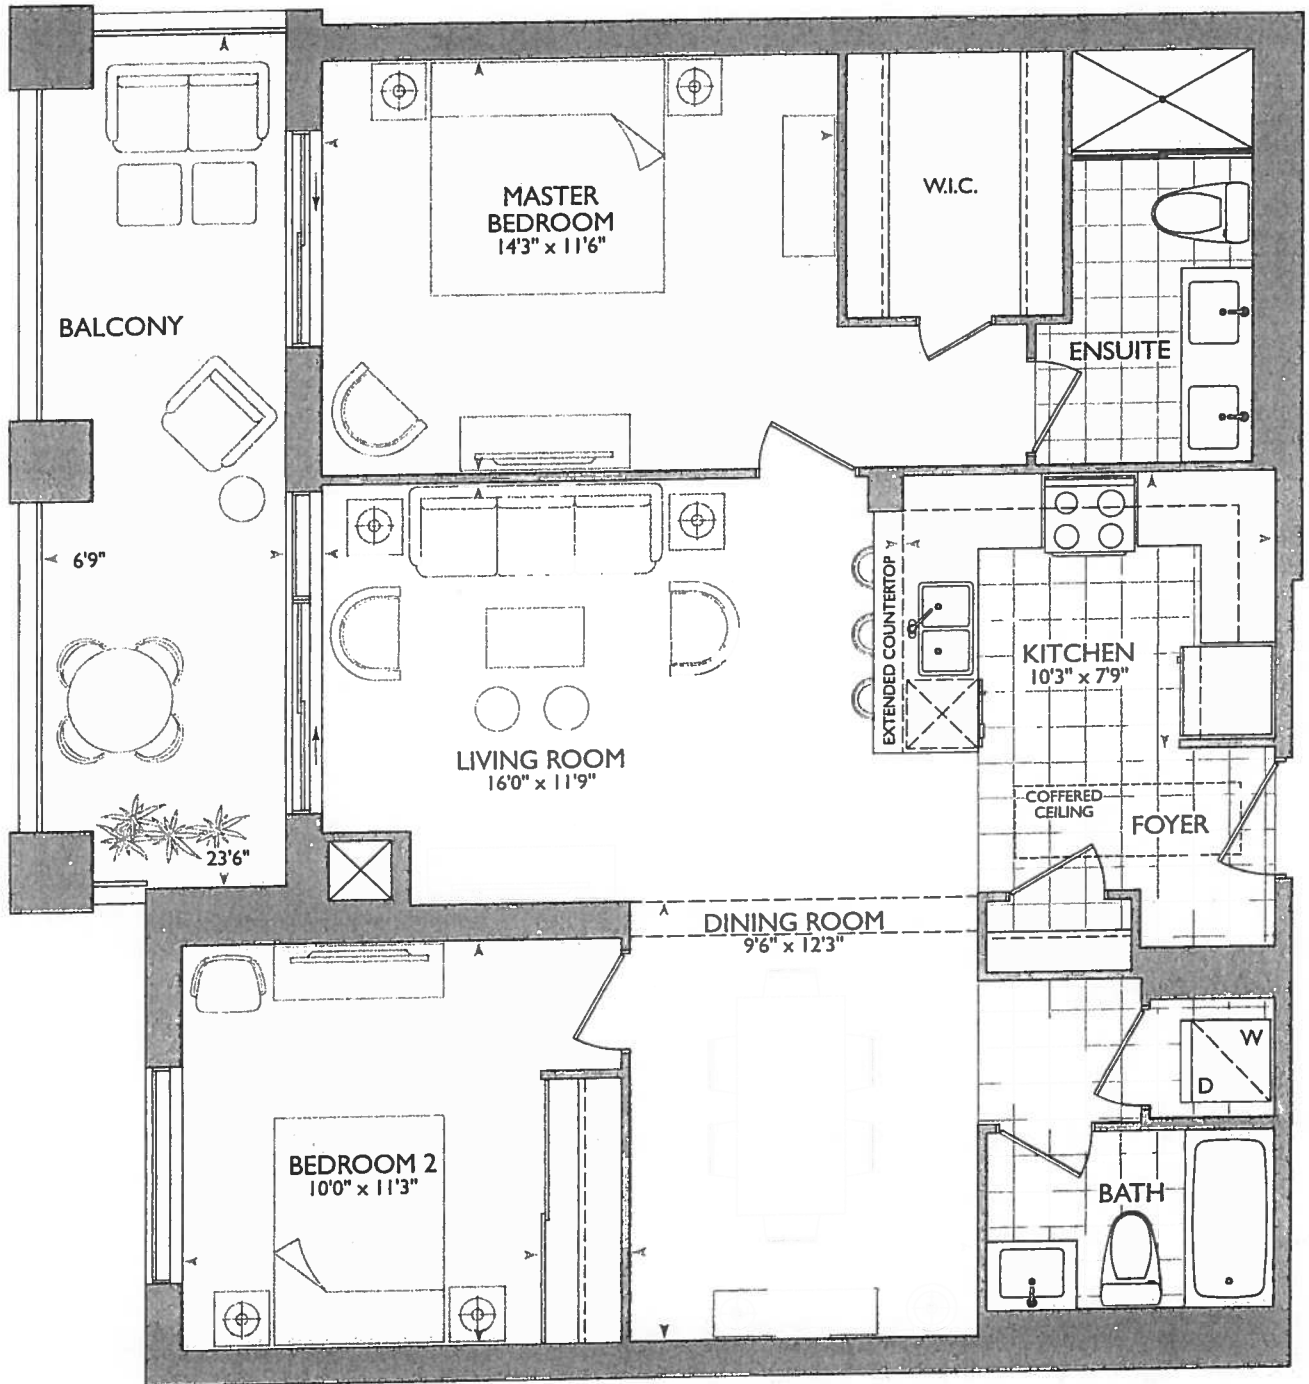 MASTER
BEDROOM
14'3" x 11'6"
W.I.C.
BALCONY
ENSUITE
6'9"
EXTENDED COUNTERTOP
KITCHEN
10'3" x 7'9"
LIVING ROOM
16'0" x 11'9"
COFFERED
CEILING
FOYER
23'6"
DINING ROOM
9'6" x 12'3"
W
D
BEDROOM 2
10'0" x 11'3"
BATH